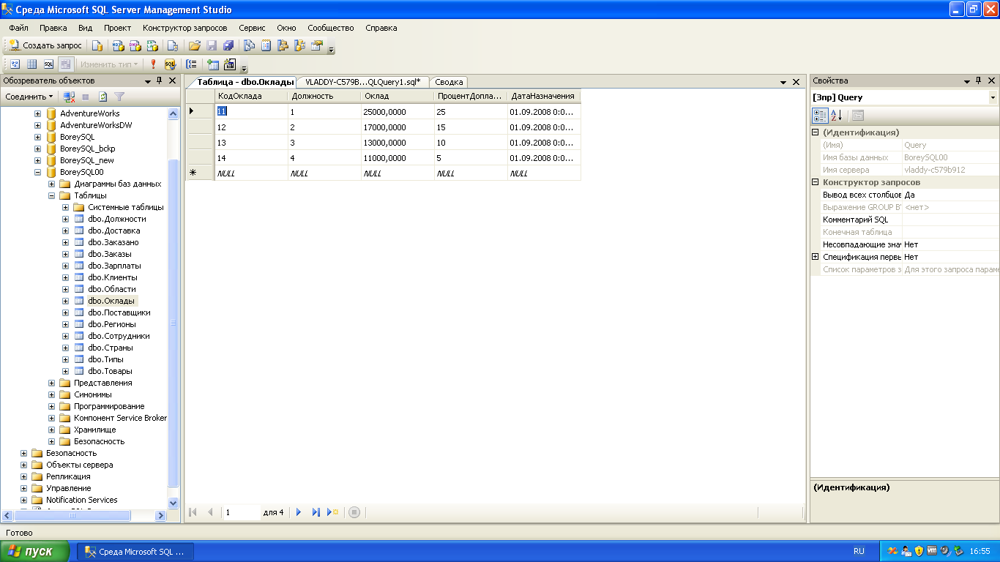 Среда Microsoft SQL Server Management Studio
Файл Правка Вид Проект Конструктор запросов Сервис Окно Сообщество Справка
Создать запрос
Изменить тип
Обозреватель объектов
Соединить
AdventureWorks
AdventureWorksDW
BoreySQL
BoreySQL_bckp
BoreySQL_new
BoreySQL00
Диаграммы баз данных
Таблицы
Системные таблицы
dbo.Должности
dbo.Доставка
dbo.Заказано
dbo.Заказы
dbo.Зарплаты
dbo.Клиенты
dbo.Области
dbo.Оклады
dbo.Поставщики
dbo.Регионы
dbo.Сотрудники
dbo.Страны
dbo.Типы
dbo.Товары
Представления
Синонимы
Программирование
Компонент Service Broker
Хранилище
Безопасность
Безопасность
Объекты сервера
Репликация
Управление
Notification Services
Таблица - dbo.Оклады VLADDY-C579B...QLQuery1.sql* Сводка
КодОклада Должность Оклад ПроцентДопла... ДатаНазначения
11 1 25000,0000 25 01.09.2008 0:0...
12 2 17000,0000 15 01.09.2008 0:0...
13 3 13000,0000 10 01.09.2008 0:0...
14 4 11000,0000 5 01.09.2008 0:0...
NULL NULL NULL NULL NULL
1 для 4
Свойства
[Зпр] Query
(Идентификация)
(Имя) Query
Имя базы данных BoreySQL00
Имя сервера vladdy-c579b912
Конструктор запросов
Вывод всех столбцов Да
Выражение GROUP B <нет>
Комментарий SQL
Конечная таблица
Несовпадающие знач Нет
Спецификация первы Нет
Список параметров з Для этого запроса парам
(Идентификация)
Готово
пуск Среда Microsoft SQL ... RU 16:55